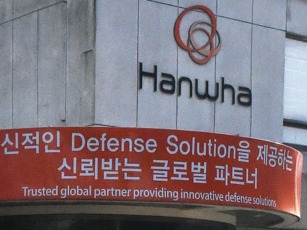 Hanwha
신적인 Defense Solution을 제공하는
신뢰받는 글로벌 파트너
Trusted global partner providing innovative defense solutions